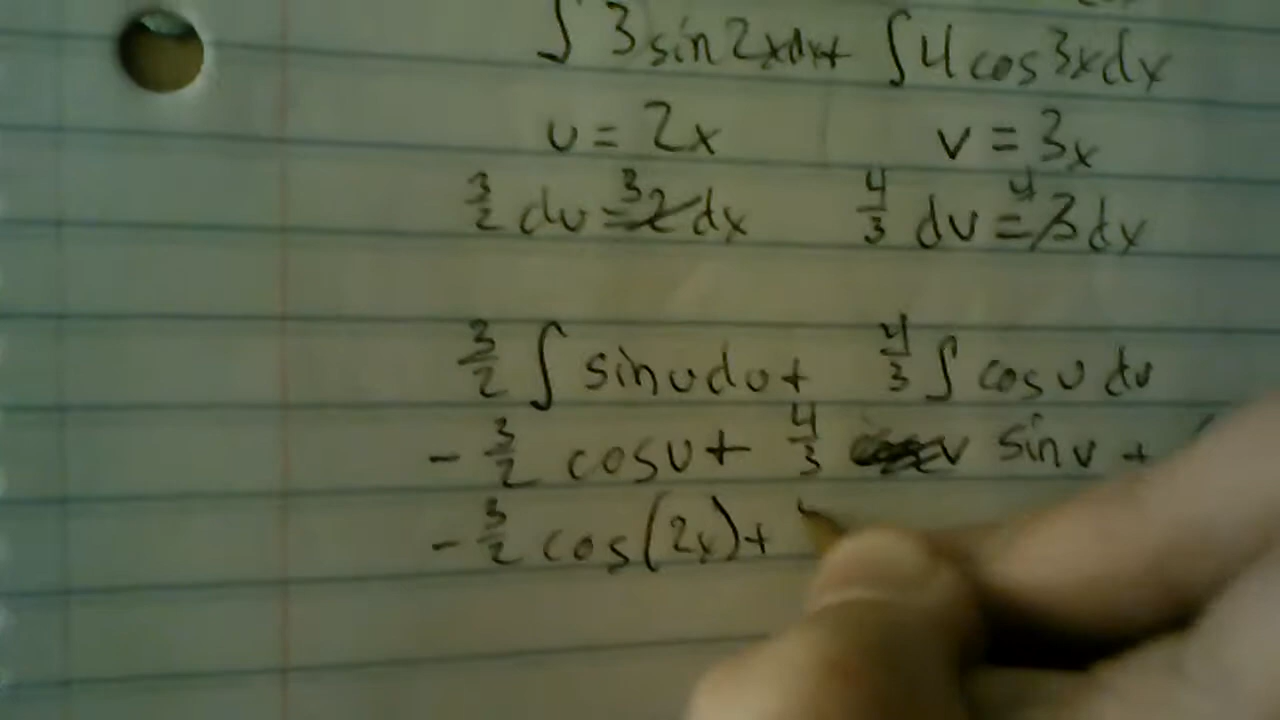 ∫ 3 sin 2x dx + ∫ 4 cos 3x dx
u = 2x v = 3x
3/2 du = 3 2 dx 4/3 dv = 4 3 dx
3/2 ∫ sin u du + 4/3 ∫ cos v dv
- 3/2 cos u + 4/3 v sin v +
- 3/2 cos (2x) +